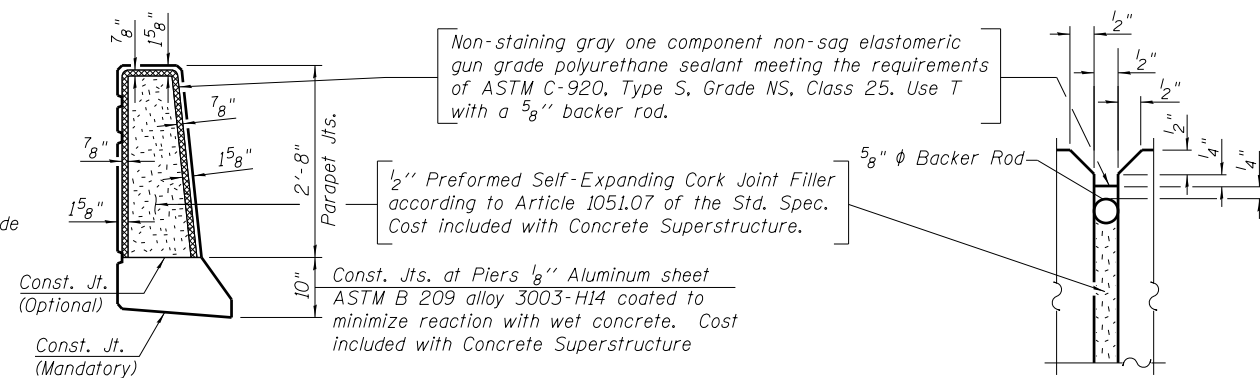 7/8"
1 5/8"
Non-staining gray one component non-sag elastomeric
gun grade polyurethane sealant meeting the requirements
of ASTM C-920, Type S, Grade NS, Class 25. Use T
with a 5/8" backer rod.
1/2"
1/2"
1/2"
1/2"
1/4"
1/4"
7/8"
7/8"
1 5/8"
1 5/8"
2'-8"
Parapet Jts.
5/8" ϕ Backer Rod
1/2" Preformed Self-Expanding Cork Joint Filler
according to Article 1051.07 of the Std. Spec.
Cost included with Concrete Superstructure.
de
Const. Jt.
(Optional)
10"
Const. Jts. at Piers 1/8" Aluminum sheet
ASTM B 209 alloy 3003-H14 coated to
minimize reaction with wet concrete. Cost
included with Concrete Superstructure
Const. Jt.
(Mandatory)